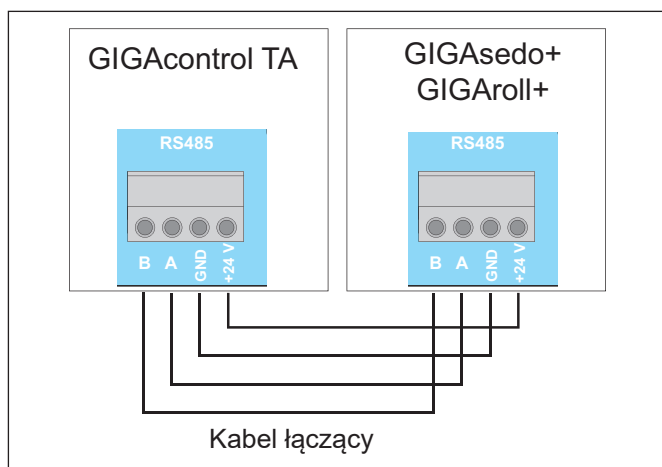 GIGAcontrol TA
GIGAsedo+
GIGAroll+
RS485
B A GND +24 V
RS485
B A GND +24 V
Kabel łączący